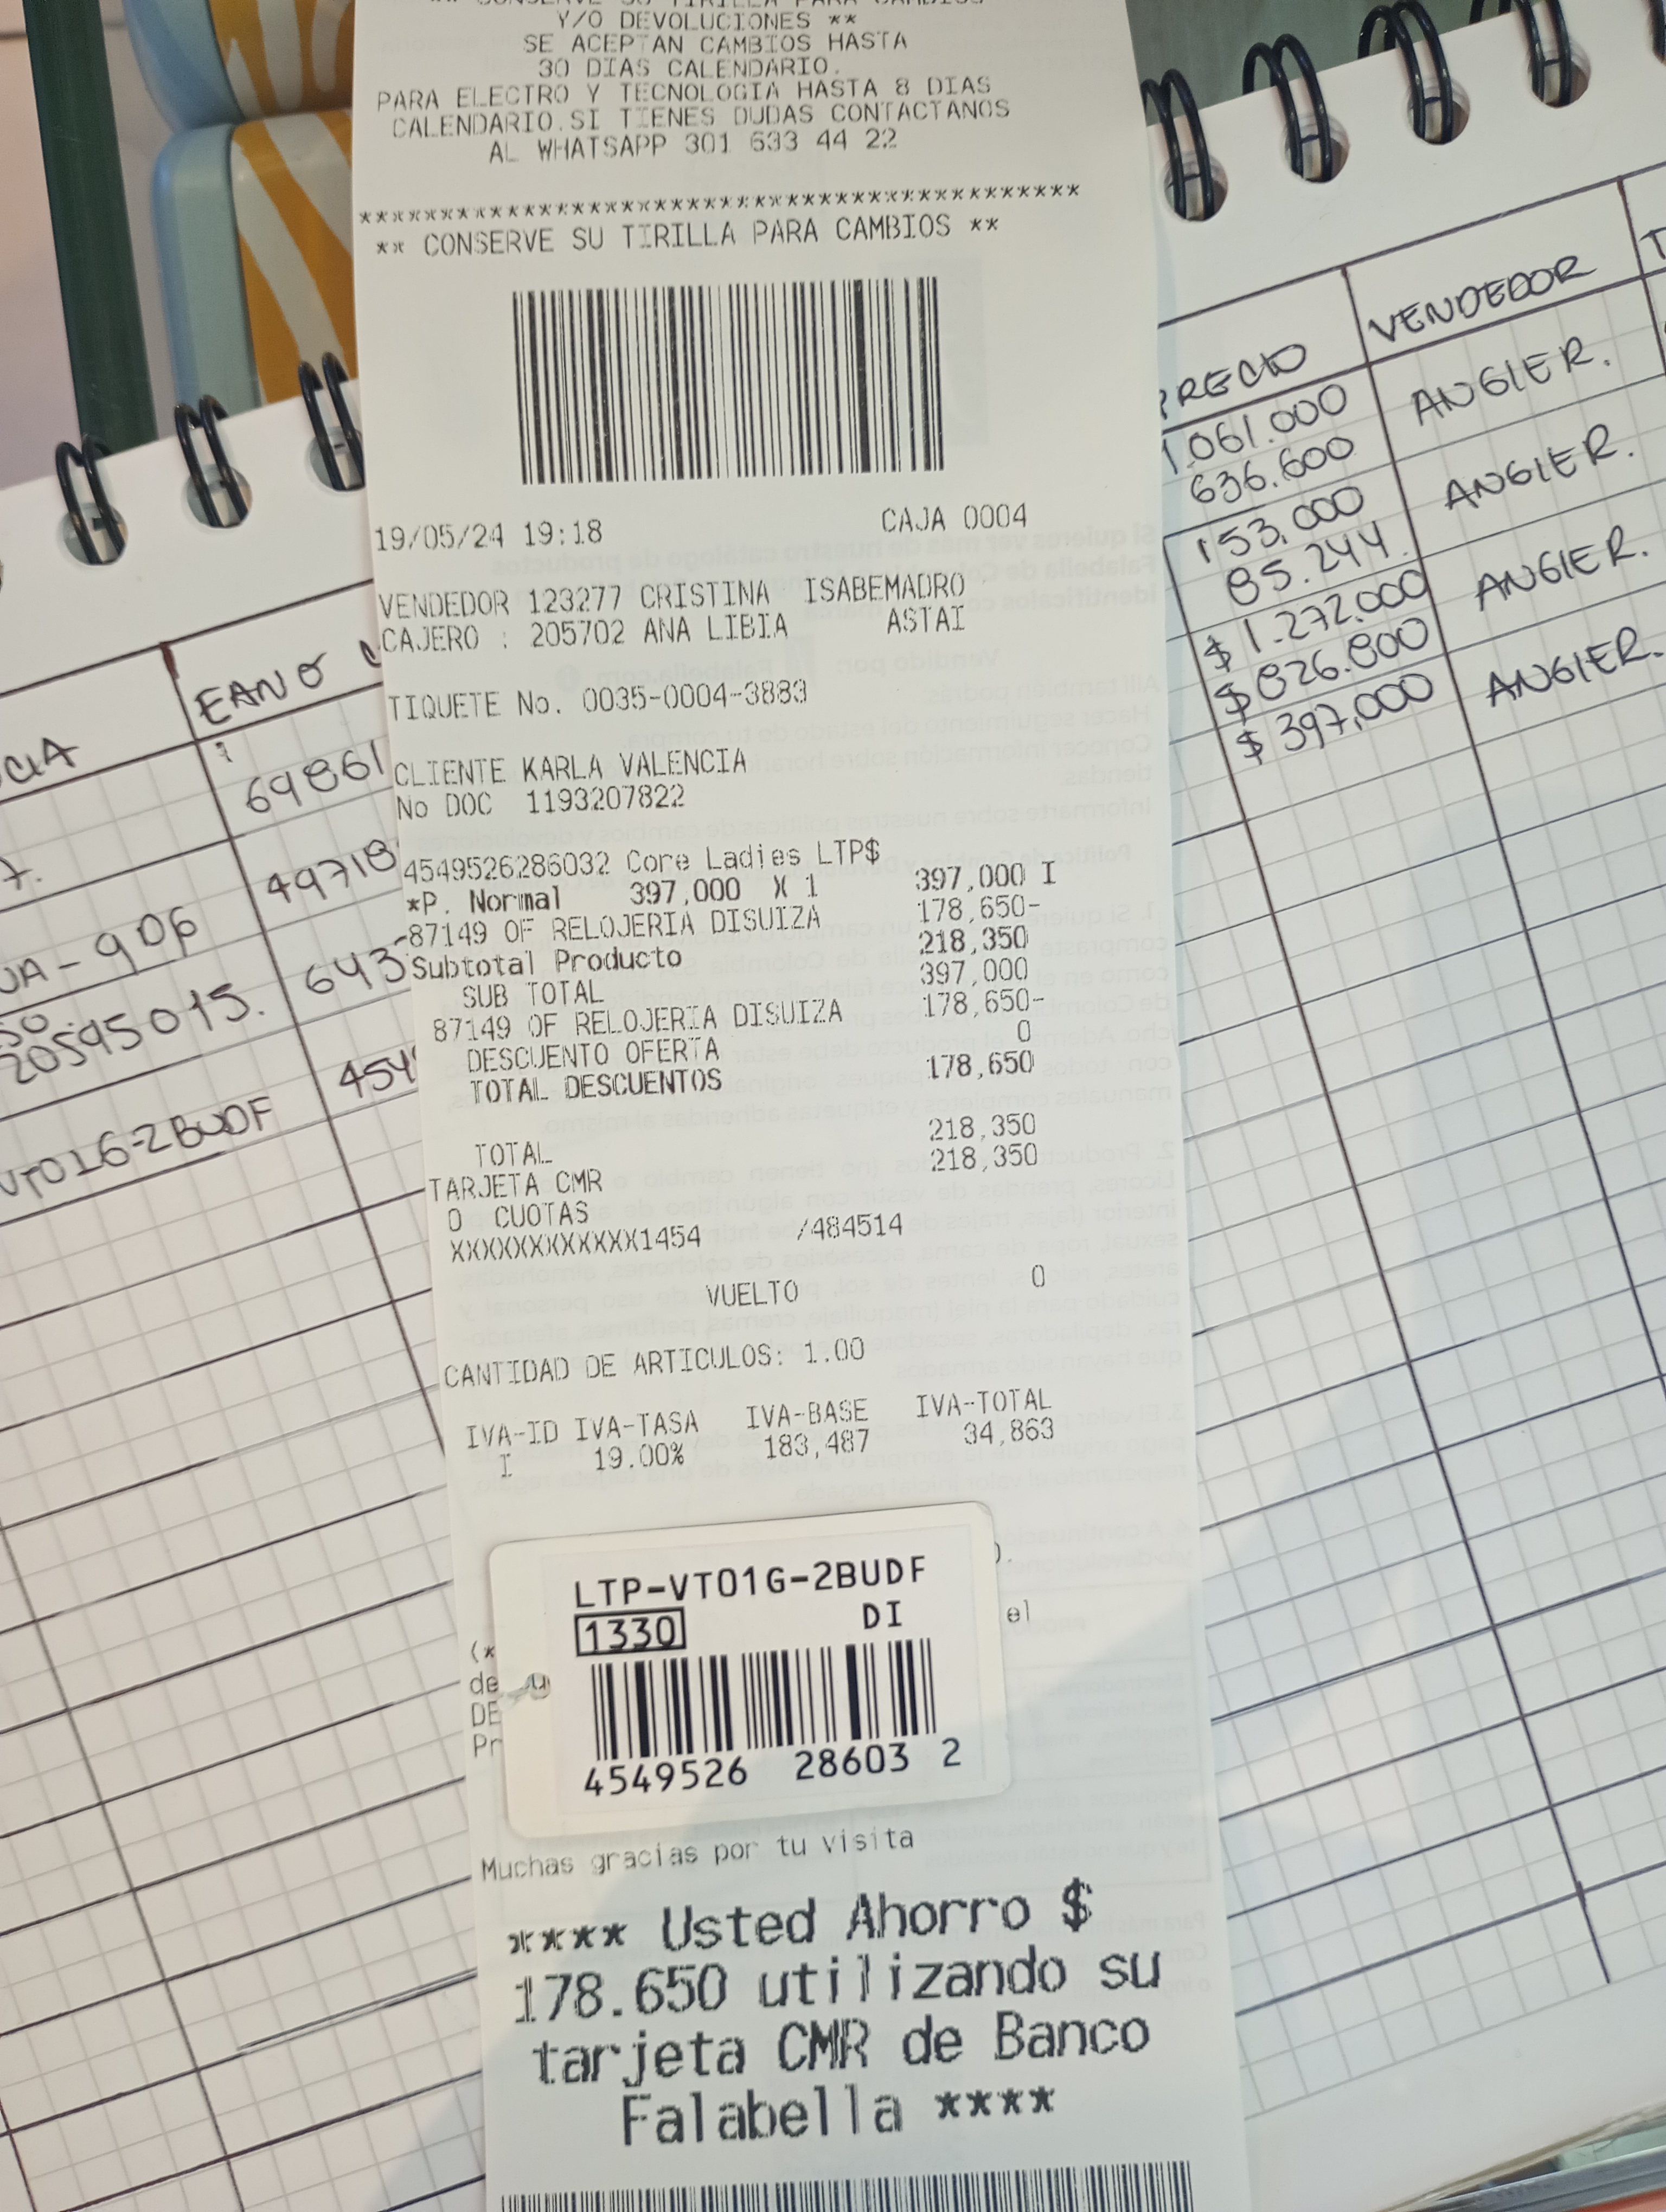 Y/O DEVOLUCIONES **
SE ACEPTAN CAMBIOS HASTA
30 DIAS CALENDARIO.
PARA ELECTRO Y TECNOLOGIA HASTA 8 DIAS
CALENDARIO.SI TIENES DUDAS CONTACTANOS
AL WHATSAPP 301 633 44 22
** CONSERVE SU TIRILLA PARA CAMBIOS **
19/05/24 19:18 CAJA 0004
VENDEDOR 123277 CRISTINA ISABEMADRO
CAJERO : 205702 ANA LIBIA ASTAI
TIQUETE No. 0035-0004-3883
CLIENTE KARLA VALENCIA
No DOC 1193207822
4549526286032 Core Ladies LTP$
*P. Normal 397,000 X 1 397,000 I
-87149 OF RELOJERIA DISUIZA 178,650-
Subtotal Producto 218,350
SUB TOTAL 397,000
87149 OF RELOJERIA DISUIZA 178,650-
DESCUENTO OFERTA 0
TOTAL DESCUENTOS 178,650
TOTAL 218,350
TARJETA CMR 218,350
0 CUOTAS
XXXXXXXXXXXX1454 /484514
VUELTO 0
CANTIDAD DE ARTICULOS: 1.00
IVA-ID IVA-TASA IVA-BASE IVA-TOTAL
I 19.00% 183,487 34,863
LTP-VT01G-2BUDF
1330 DI
4549526 28603 2
Muchas gracias por tu visita
**** Usted Ahorro $
178.650 utilizando su
tarjeta CMR de Banco
Falabella ****
EAN O
69861
49718
643
454
UA-906
20595015.
VT01G-2BUDF
PRECIO VENDEDOR
1.061.000 ANGIE R.
636.600
153,000 ANGIE R.
85.244
$ 1.272.000 ANGIE R.
$ 826.800
$ 397,000 ANGIE R.